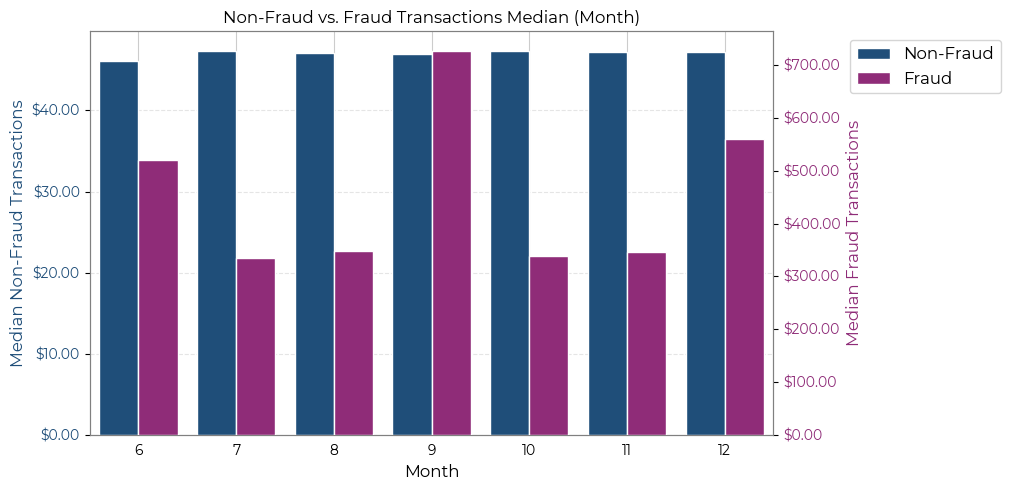 Non-Fraud vs. Fraud Transactions Median (Month)
Non-Fraud
Fraud
Median Non-Fraud Transactions
$40.00
$30.00
$20.00
$10.00
$0.00
$700.00
$600.00
$500.00
$400.00
$300.00
$200.00
$100.00
$0.00
Median Fraud Transactions
6 7 8 9 10 11 12
Month